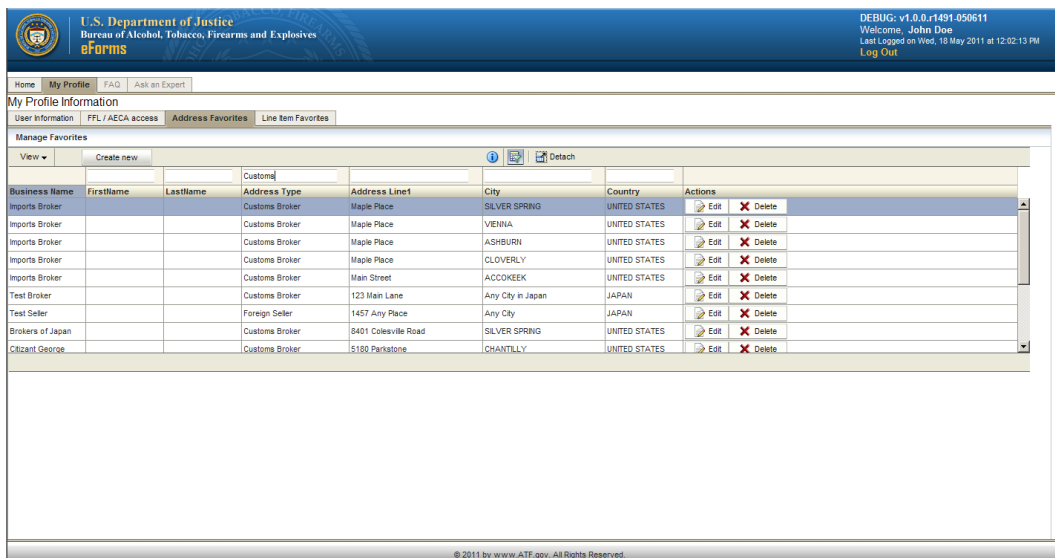 U.S. Department of Justice
Bureau of Alcohol, Tobacco, Firearms and Explosives
eForms
DEBUG: v1.0.0.r1491-050611
Welcome, John Doe
Last Logged on Wed, 18 May 2011 at 12:02:13 PM
Log Out
Home My Profile FAQ Ask an Expert
My Profile Information
User Information FFL / AECA access Address Favorites Line Item Favorites
Manage Favorites
View Create new Detach
Customs
Business Name FirstName LastName Address Type Address Line1 City Country Actions
Imports Broker Customs Broker Maple Place SILVER SPRING UNITED STATES Edit Delete
Imports Broker Customs Broker Maple Place VIENNA UNITED STATES Edit Delete
Imports Broker Customs Broker Maple Place ASHBURN UNITED STATES Edit Delete
Imports Broker Customs Broker Maple Place CLOVERLY UNITED STATES Edit Delete
Imports Broker Customs Broker Main Street ACCOKEEK UNITED STATES Edit Delete
Test Broker Customs Broker 123 Main Lane Any City in Japan JAPAN Edit Delete
Test Seller Foreign Seller 1457 Any Place Any City JAPAN Edit Delete
Brokers of Japan Customs Broker 8401 Colesville Road SILVER SPRING UNITED STATES Edit Delete
Citizant George Customs Broker 5180 Parkstone CHANTILLY UNITED STATES Edit Delete
© 2011 by www.ATF.gov. All Rights Reserved.